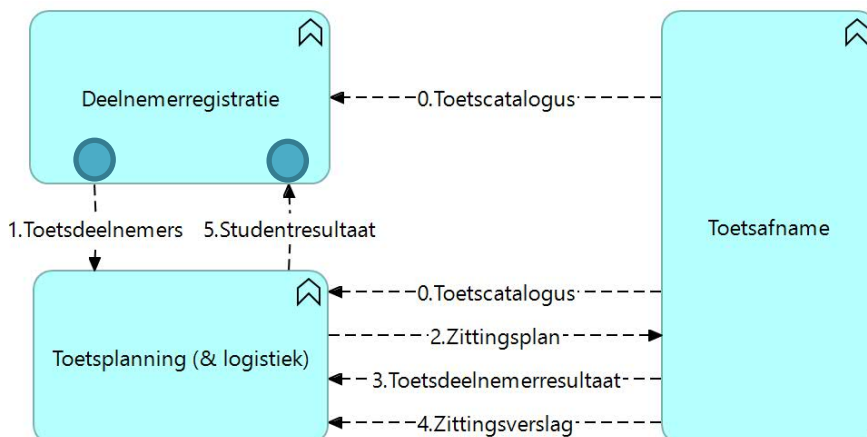 Deelnemerregistratie
0.Toetscatalogus
1.Toetsdeelnemers
5.Studentresultaat
Toetsafname
0.Toetscatalogus
2.Zittingsplan
Toetsplanning (& logistiek)
3.Toetsdeelnemerresultaat
4.Zittingsverslag